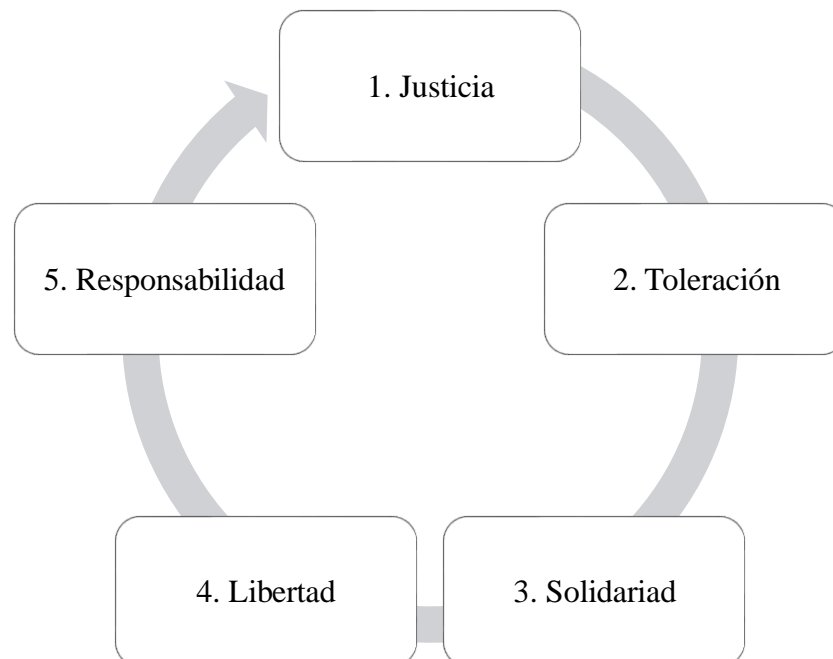 1. Justicia
2. Toleración
3. Solidariad
4. Libertad
5. Responsabilidad